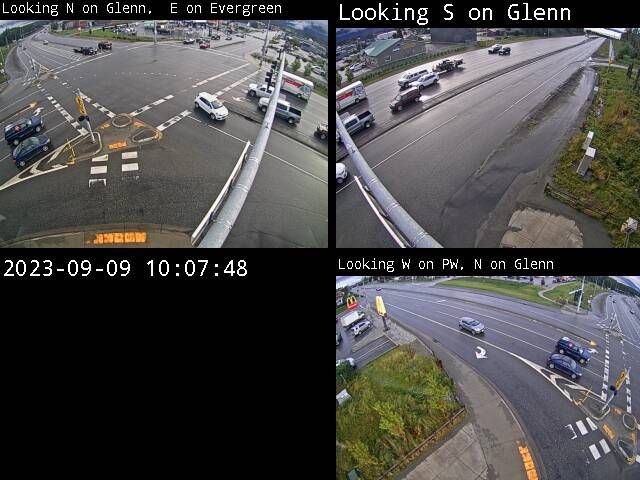 Looking N on Glenn,  E on Evergreen
Looking S on Glenn
2023-09-09 10:07:48
Looking W on PW, N on Glenn